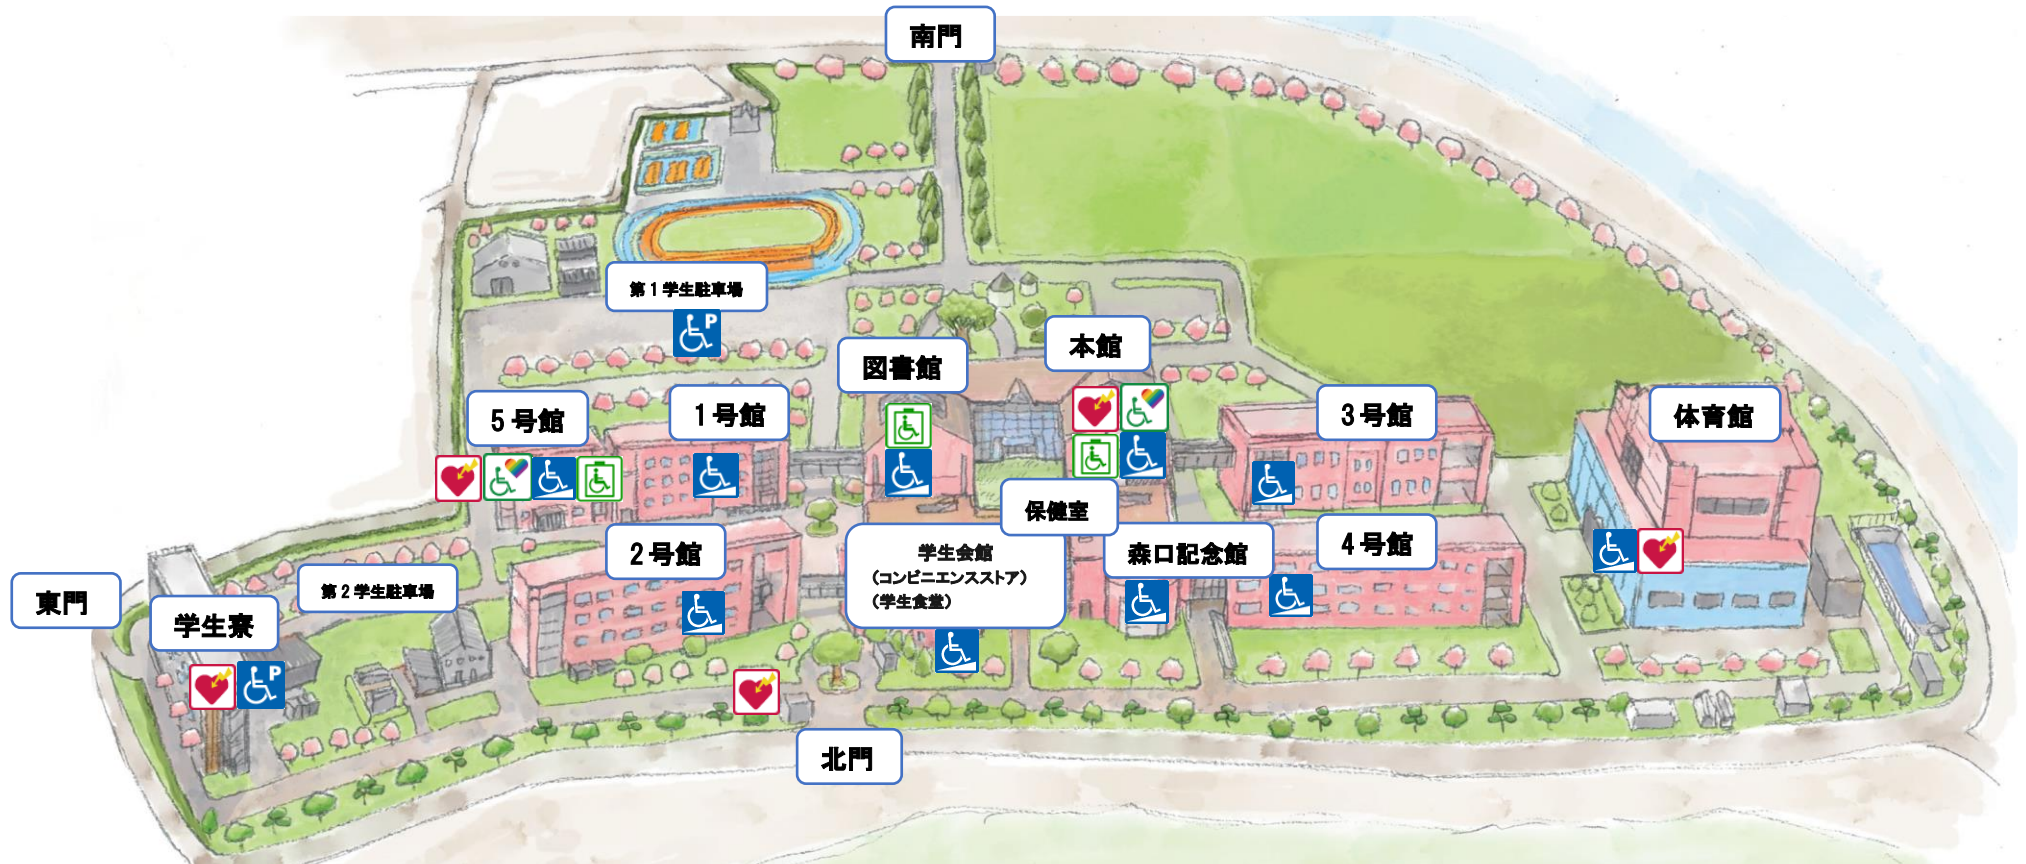 南門
第1学生駐車場
P
本館
図書館
5号館
1号館
3号館
体育館
保健室
2号館
学生会館
(コンビニエンスストア)
(学生食堂)
森口記念館
4号館
東門
第2学生駐車場
学生寮
P
北門